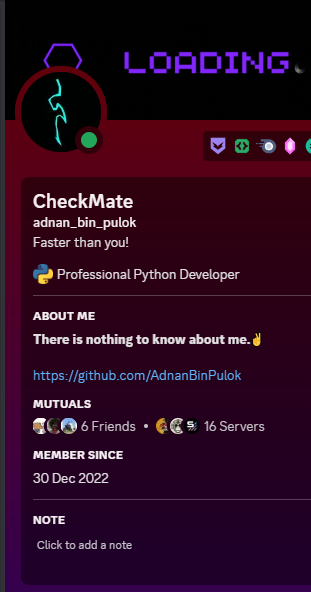 LOADING.
CheckMate
adnan_bin_pulok
Faster than you!
Professional Python Developer
ABOUT ME
There is nothing to know about me.✌
https://github.com/AdnanBinPulok
MUTUALS
6 Friends • 16 Servers
MEMBER SINCE
30 Dec 2022
NOTE
Click to add a note